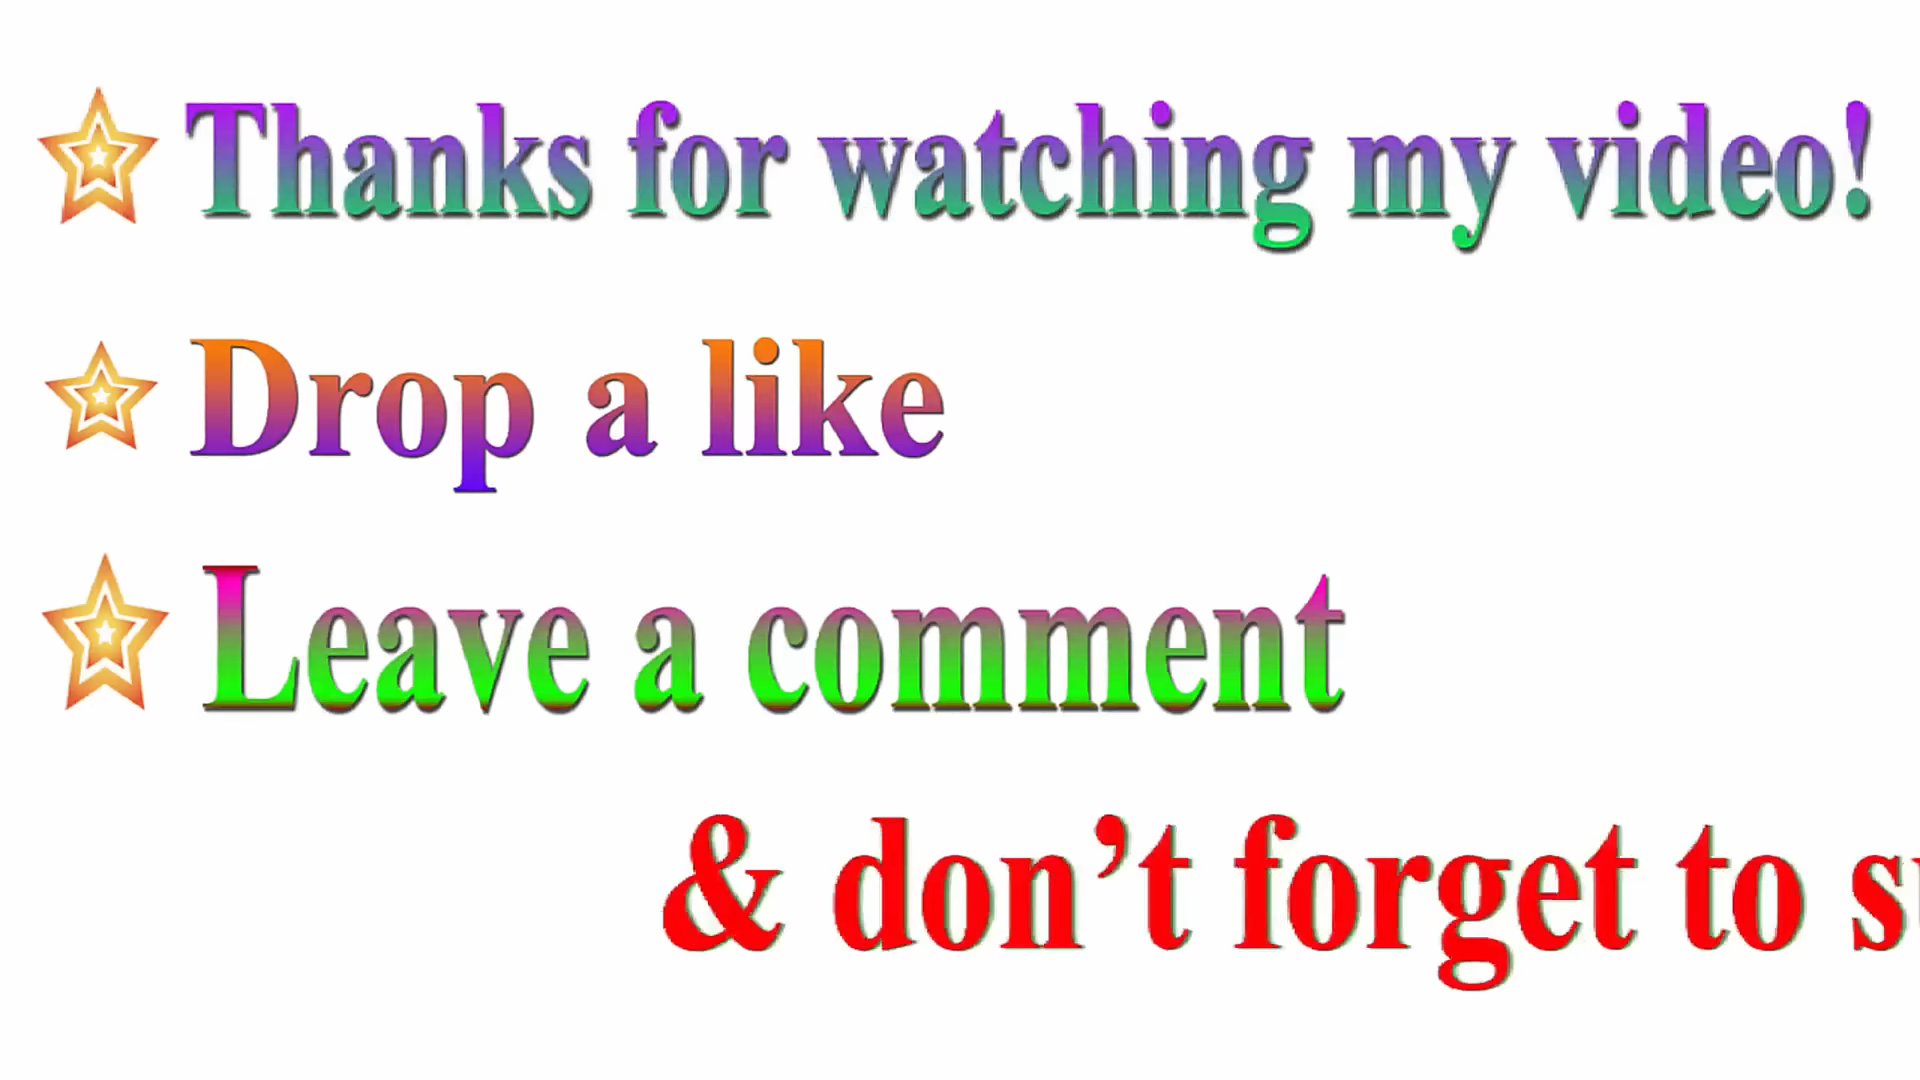 Thanks for watching my video!
Drop a like
Leave a comment
& don’t forget to